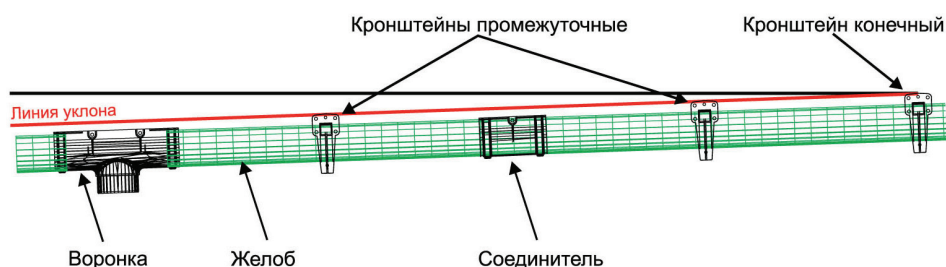 Кронштейны промежуточные
Кронштейн конечный
Линия уклона
Воронка
Желоб
Соединитель